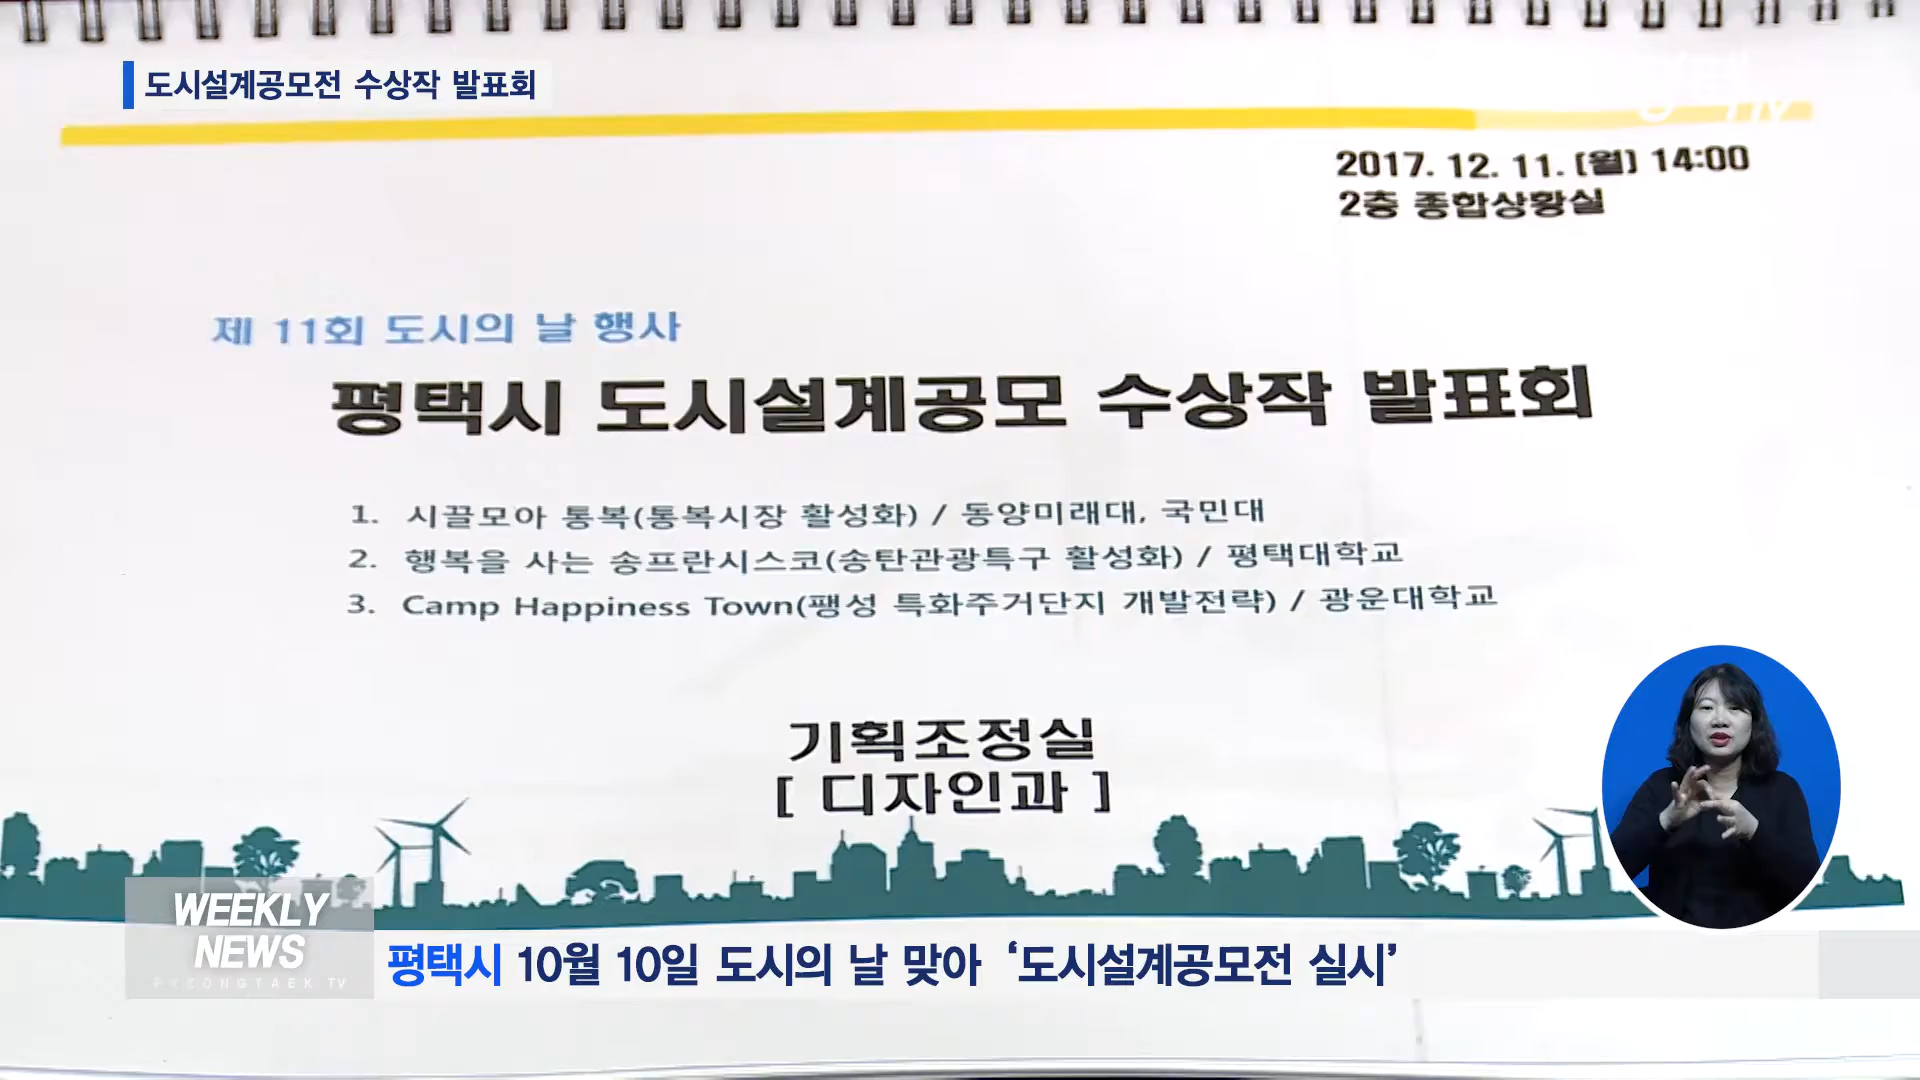 도시설계공모전 수상작 발표회
2017. 12. 11. (월) 14:00
2층 종합상황실
제 11회 도시의 날 행사
평택시 도시설계공모 수상작 발표회
1. 시끌모아 통복(통복시장 활성화) / 동양미래대, 국민대
2. 행복을 사는 송프란시스코(송탄관광특구 활성화) / 평택대학교
3. Camp Happiness Town(팽성 특화주거단지 개발전략) / 광운대학교
기획조정실
[ 디자인과 ]
WEEKLY
NEWS
PYEONGTAEK TV
평택시 10월 10일 도시의 날 맞아 ‘도시설계공모전 실시’